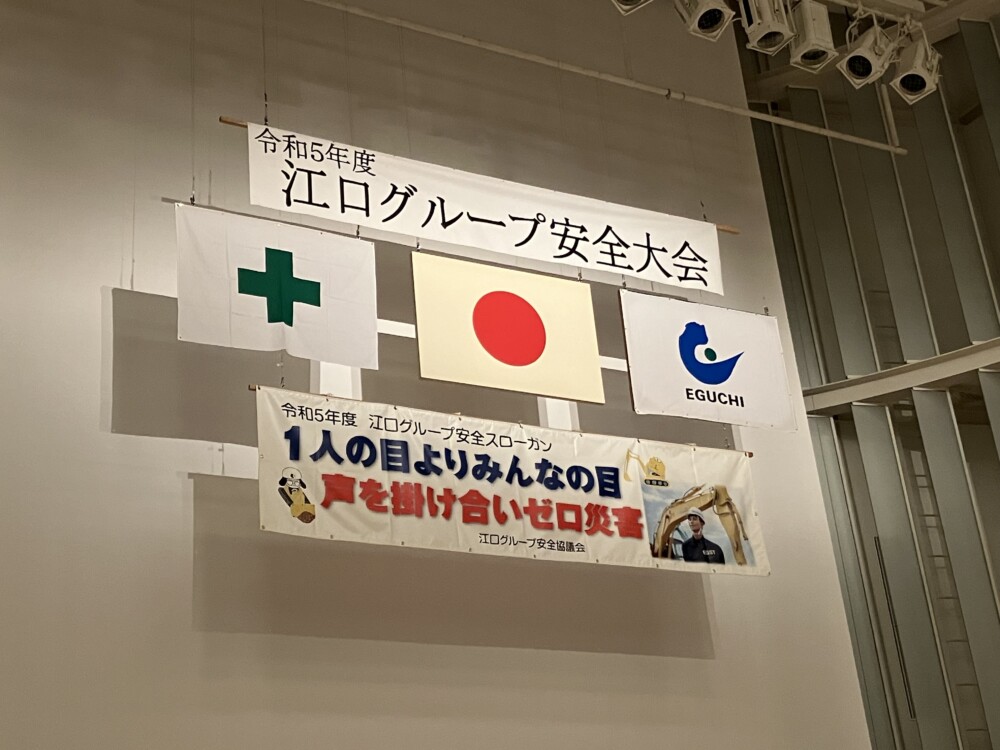 令和5年度
江口グループ安全大会
EGUCHI
令和5年度 江口グループ安全スローガン
1人の目よりみんなの目
声を掛け合いゼロ災害
江口グループ安全協議会